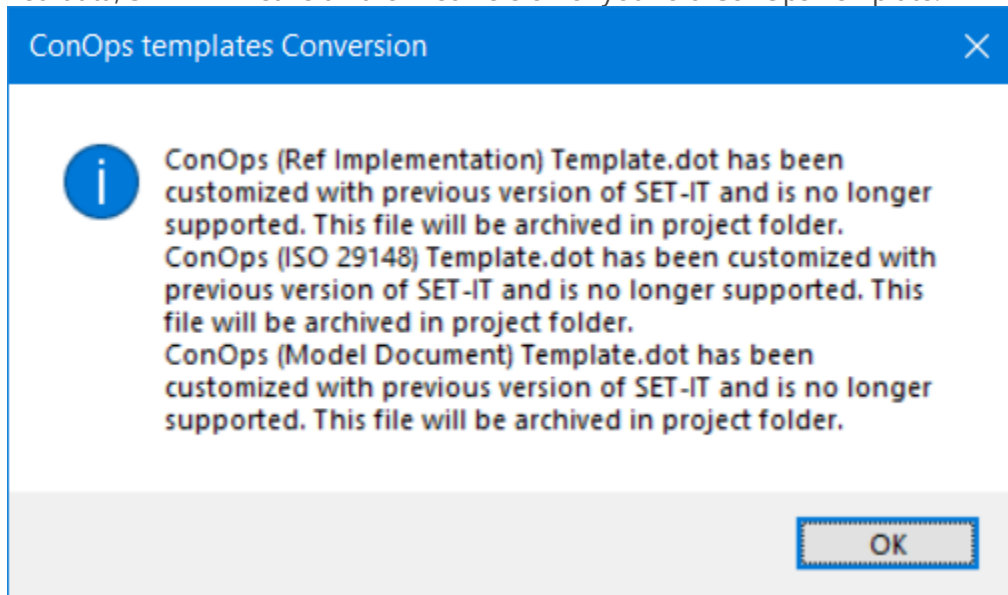 ConOps templates Conversion
ConOps (Ref Implementation) Template.dot has been
customized with previous version of SET-IT and is no longer
supported. This file will be archived in project folder.
ConOps (ISO 29148) Template.dot has been customized with
previous version of SET-IT and is no longer supported. This
file will be archived in project folder.
ConOps (Model Document) Template.dot has been
customized with previous version of SET-IT and is no longer
supported. This file will be archived in project folder.
OK